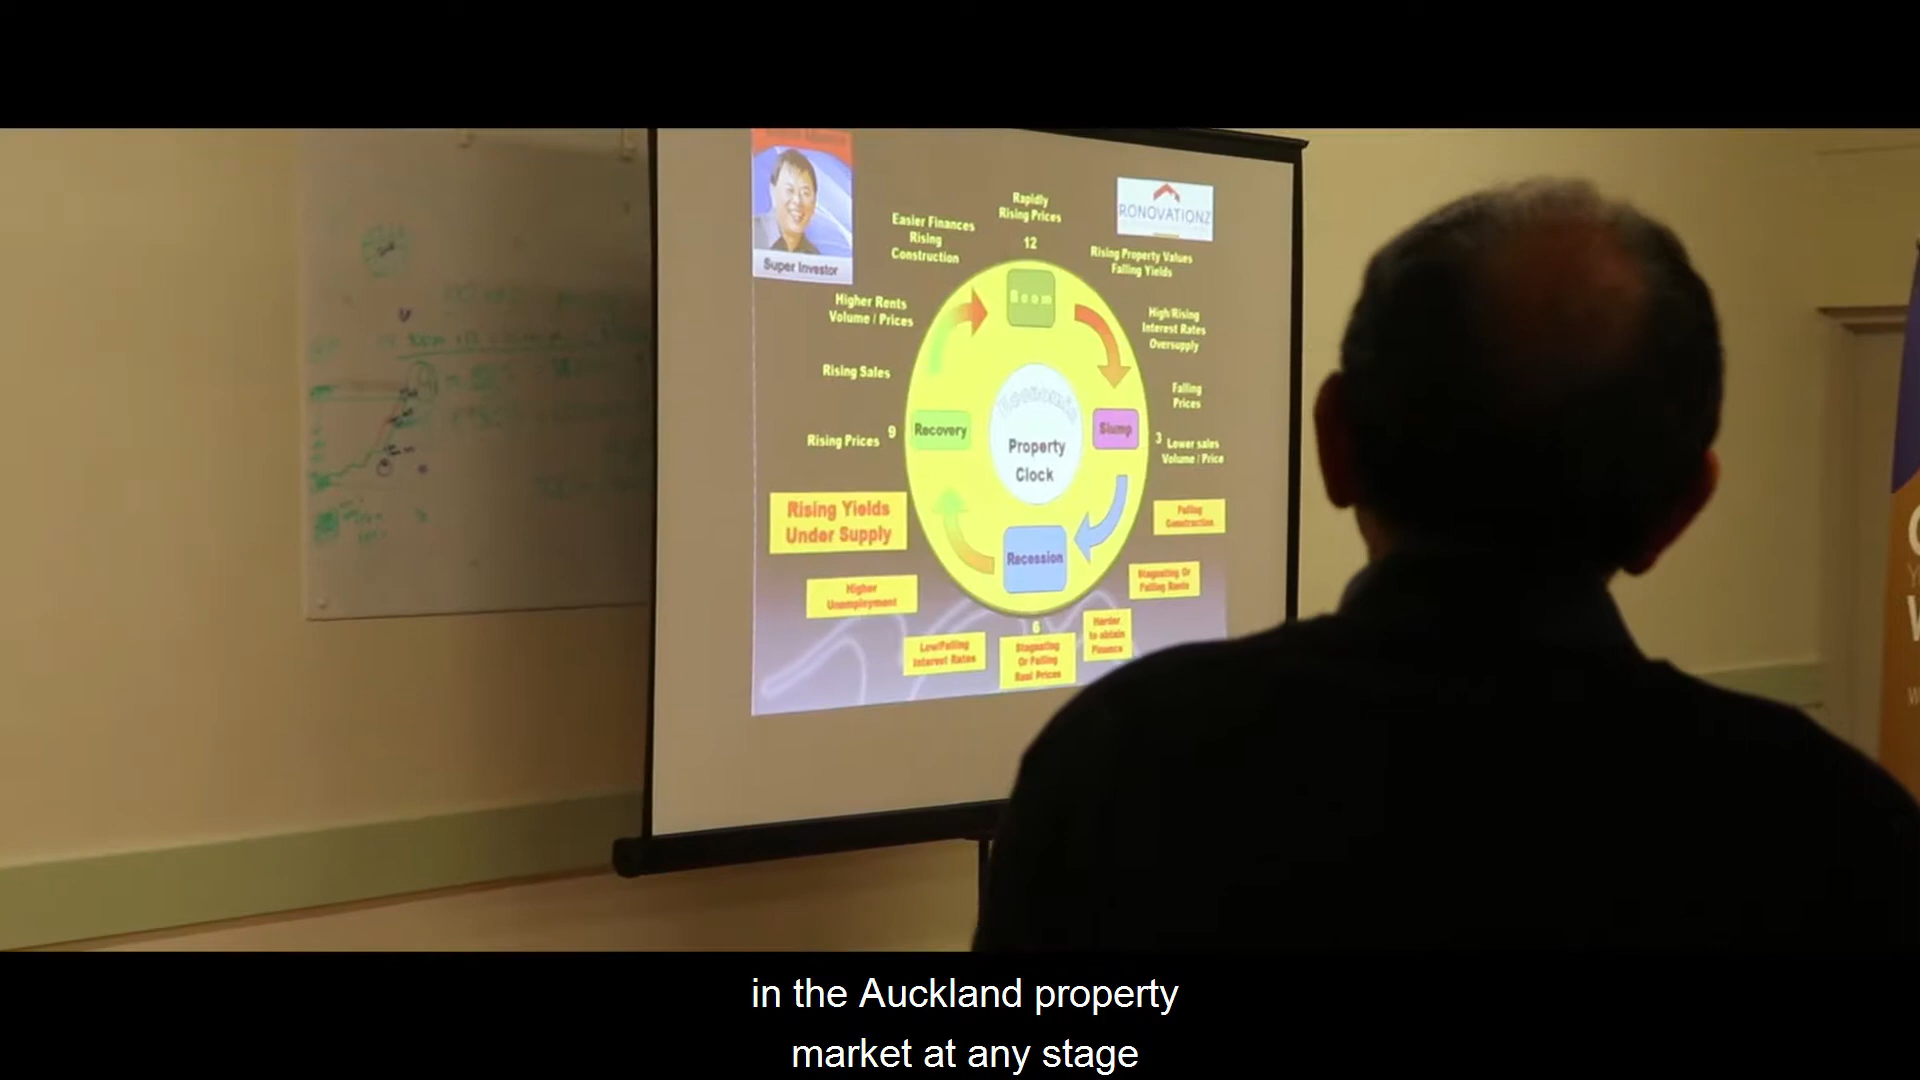 Super Investor
Easier Finances
Rising
Construction
Rapidly
Rising Prices
12
RONOVATIONZ
Rising Property Values
Falling Yields
Higher Rents
Volume / Prices
Boom
High/Rising
Interest Rates
Oversupply
Rising Sales
Falling
Prices
Rising Prices 9
Recovery
Economic
Property
Clock
Slump
3 Lower sales
Volume / Price
Rising Yields
Under Supply
Falling
Construction
Recession
Higher
Unemployment
Stagnating Or
Falling Rents
6
Low/Falling
Interest Rates
Stagnating
Or Falling
Real Prices
Harder
to obtain
Finance
in the Auckland property
market at any stage